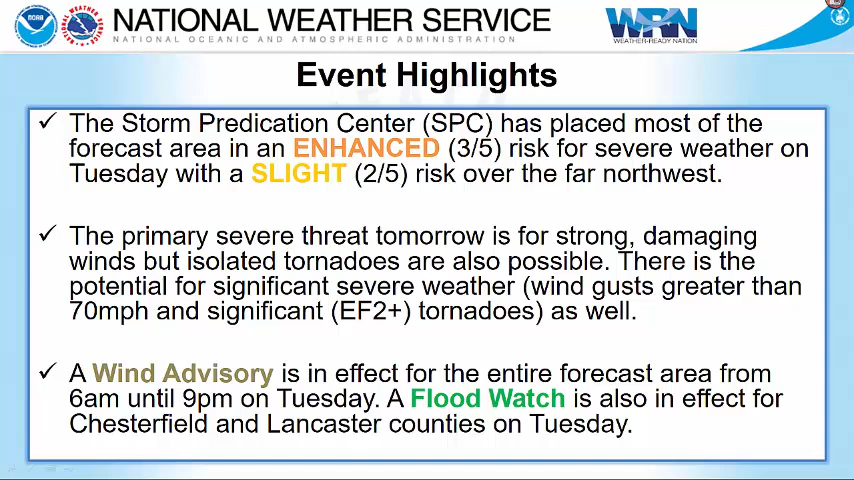 NATIONAL WEATHER SERVICE
NATIONAL OCEANIC AND ATMOSPHERIC ADMINISTRATION
WRN
WEATHER-READY NATION
Event Highlights
✓ The Storm Predication Center (SPC) has placed most of the
forecast area in an ENHANCED (3/5) risk for severe weather on
Tuesday with a SLIGHT (2/5) risk over the far northwest.
✓ The primary severe threat tomorrow is for strong, damaging
winds but isolated tornadoes are also possible. There is the
potential for significant severe weather (wind gusts greater than
70mph and significant (EF2+) tornadoes) as well.
✓ A Wind Advisory is in effect for the entire forecast area from
6am until 9pm on Tuesday. A Flood Watch is also in effect for
Chesterfield and Lancaster counties on Tuesday.